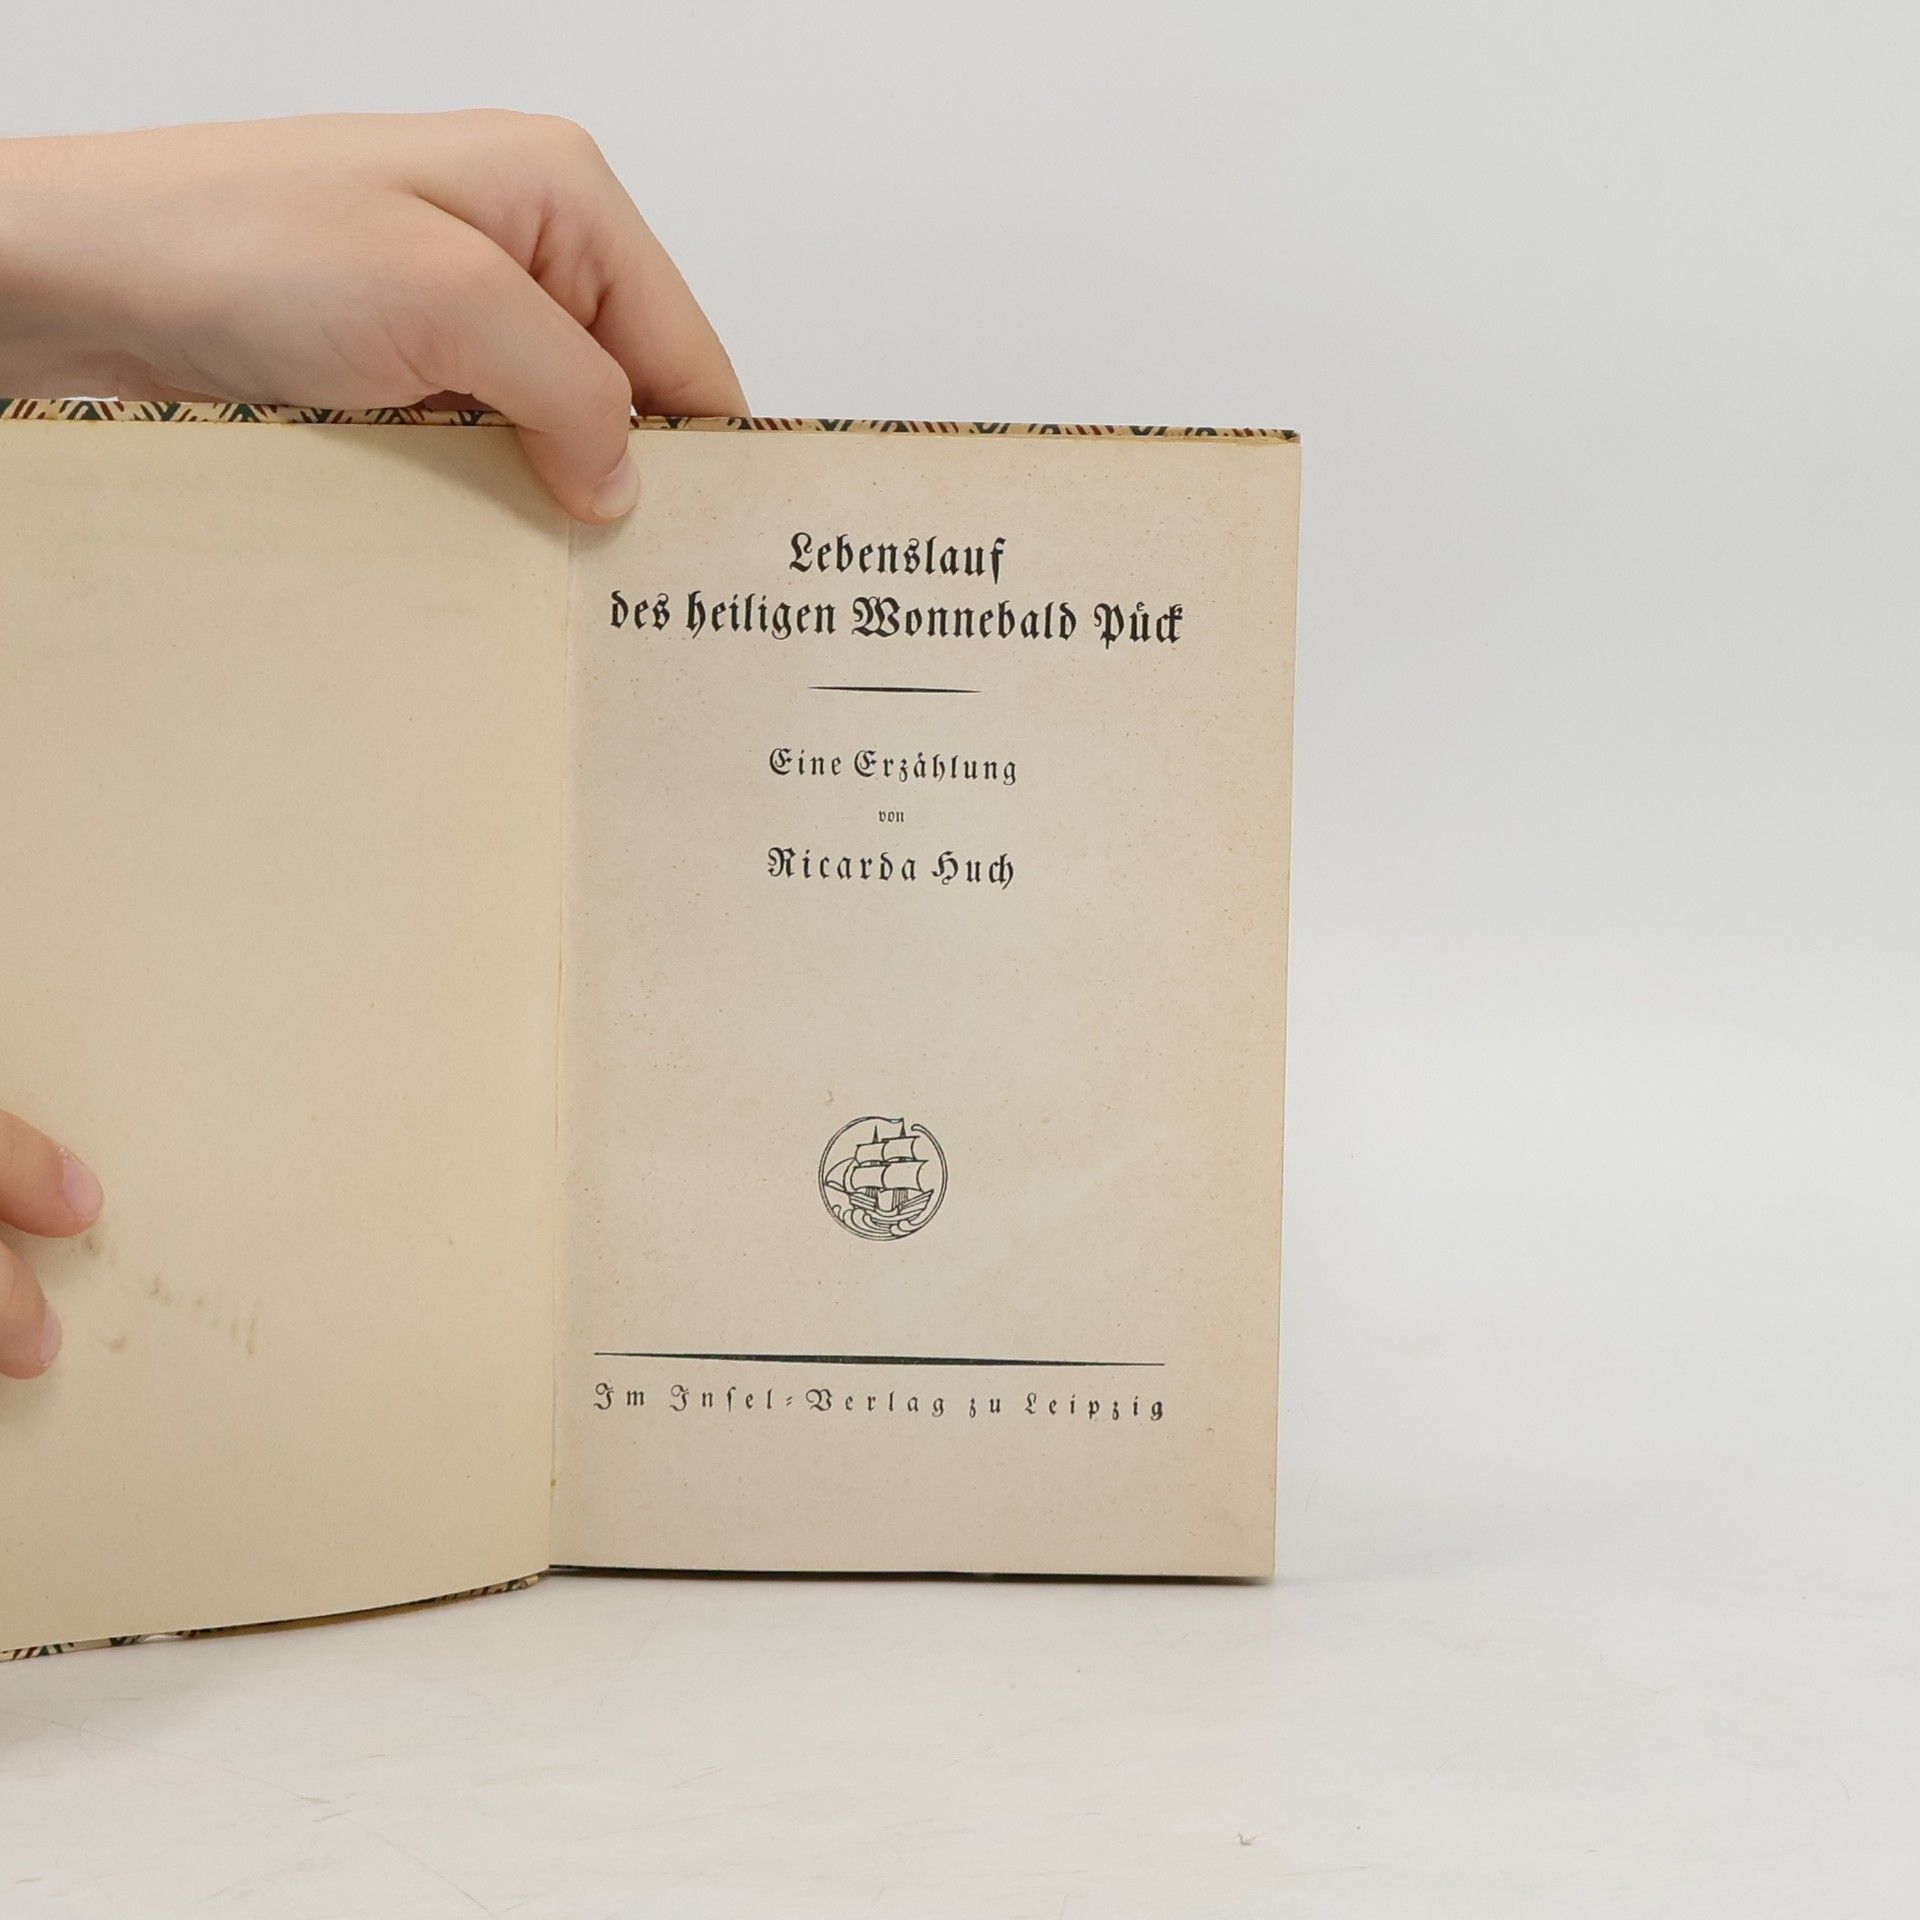 Lebenslauf
des heiligen Wonnebald Pück
Eine Erzählung
von
Ricarda Huch
Im Inſel-Verlag zu Leipzig